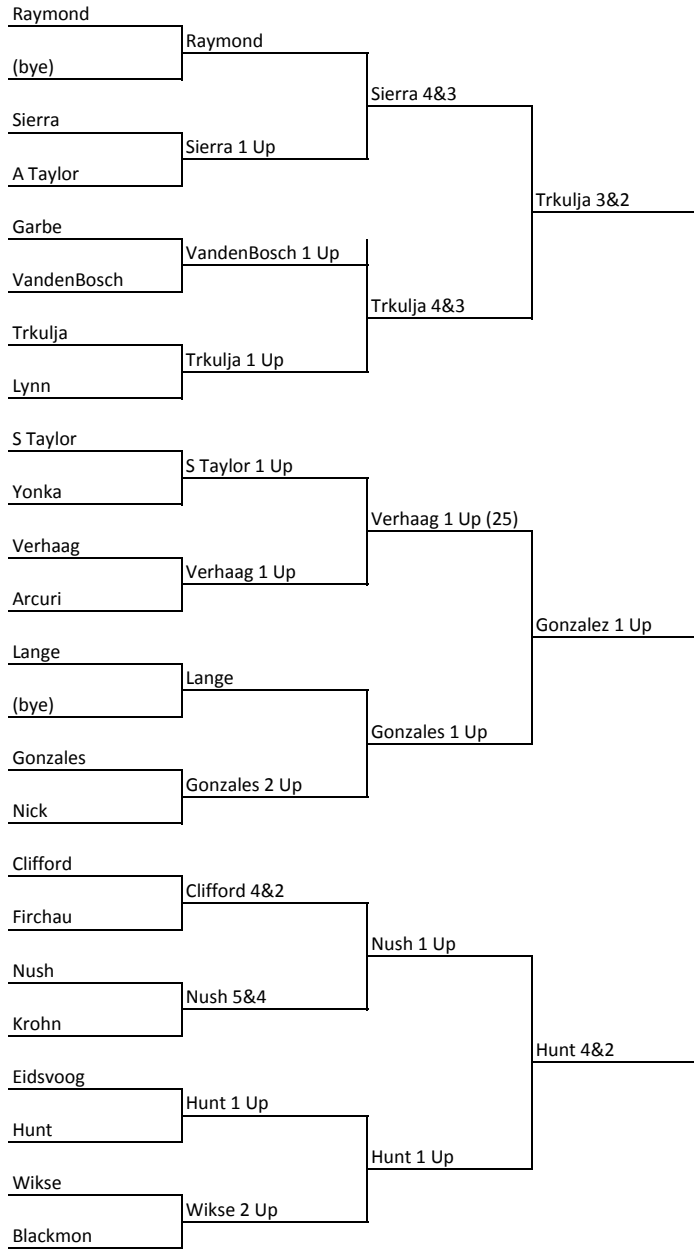 Raymond
Raymond
(bye)
Sierra 4&3
Sierra
Sierra 1 Up
A Taylor
Trkulja 3&2
Garbe
VandenBosch 1 Up
VandenBosch
Trkulja 4&3
Trkulja
Trkulja 1 Up
Lynn
S Taylor
S Taylor 1 Up
Yonka
Verhaag 1 Up (25)
Verhaag
Verhaag 1 Up
Arcuri
Gonzalez 1 Up
Lange
Lange
(bye)
Gonzales 1 Up
Gonzales
Gonzales 2 Up
Nick
Clifford
Clifford 4&2
Firchau
Nush 1 Up
Nush
Nush 5&4
Krohn
Hunt 4&2
Eidsvoog
Hunt 1 Up
Hunt
Hunt 1 Up
Wikse
Wikse 2 Up
Blackmon